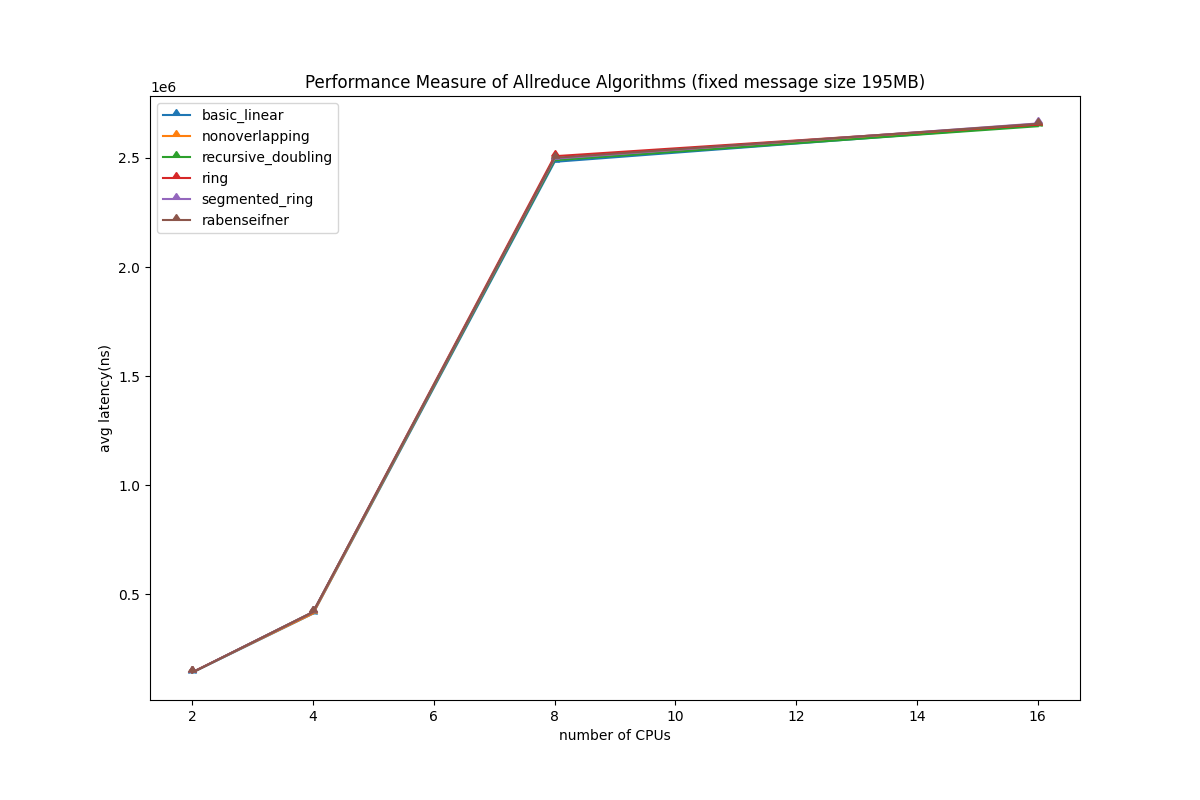 Performance Measure of Allreduce Algorithms (fixed message size 195MB)
1e6
basic_linear
nonoverlapping
recursive_doubling
ring
segmented_ring
rabenseifner
2.5
2.0
1.5
1.0
0.5
avg latency(ns)
2 4 6 8 10 12 14 16
number of CPUs